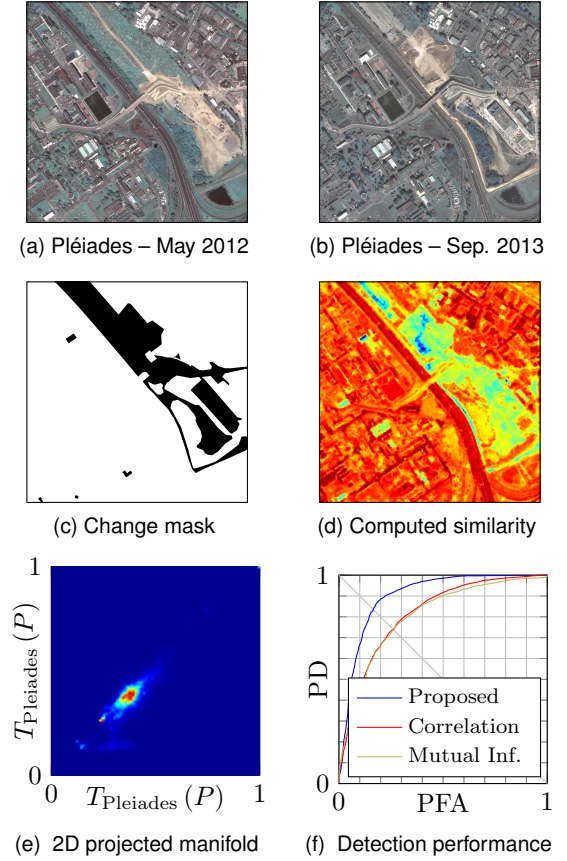 (a) Pléiades – May 2012
(b) Pléiades – Sep. 2013
(c) Change mask
(d) Computed similarity
1
T_Pleiades (P)
0
0
T_Pleiades (P)
1
(e) 2D projected manifold
1
PD
Proposed
Correlation
Mutual Inf.
0
0
PFA
1
(f) Detection performance